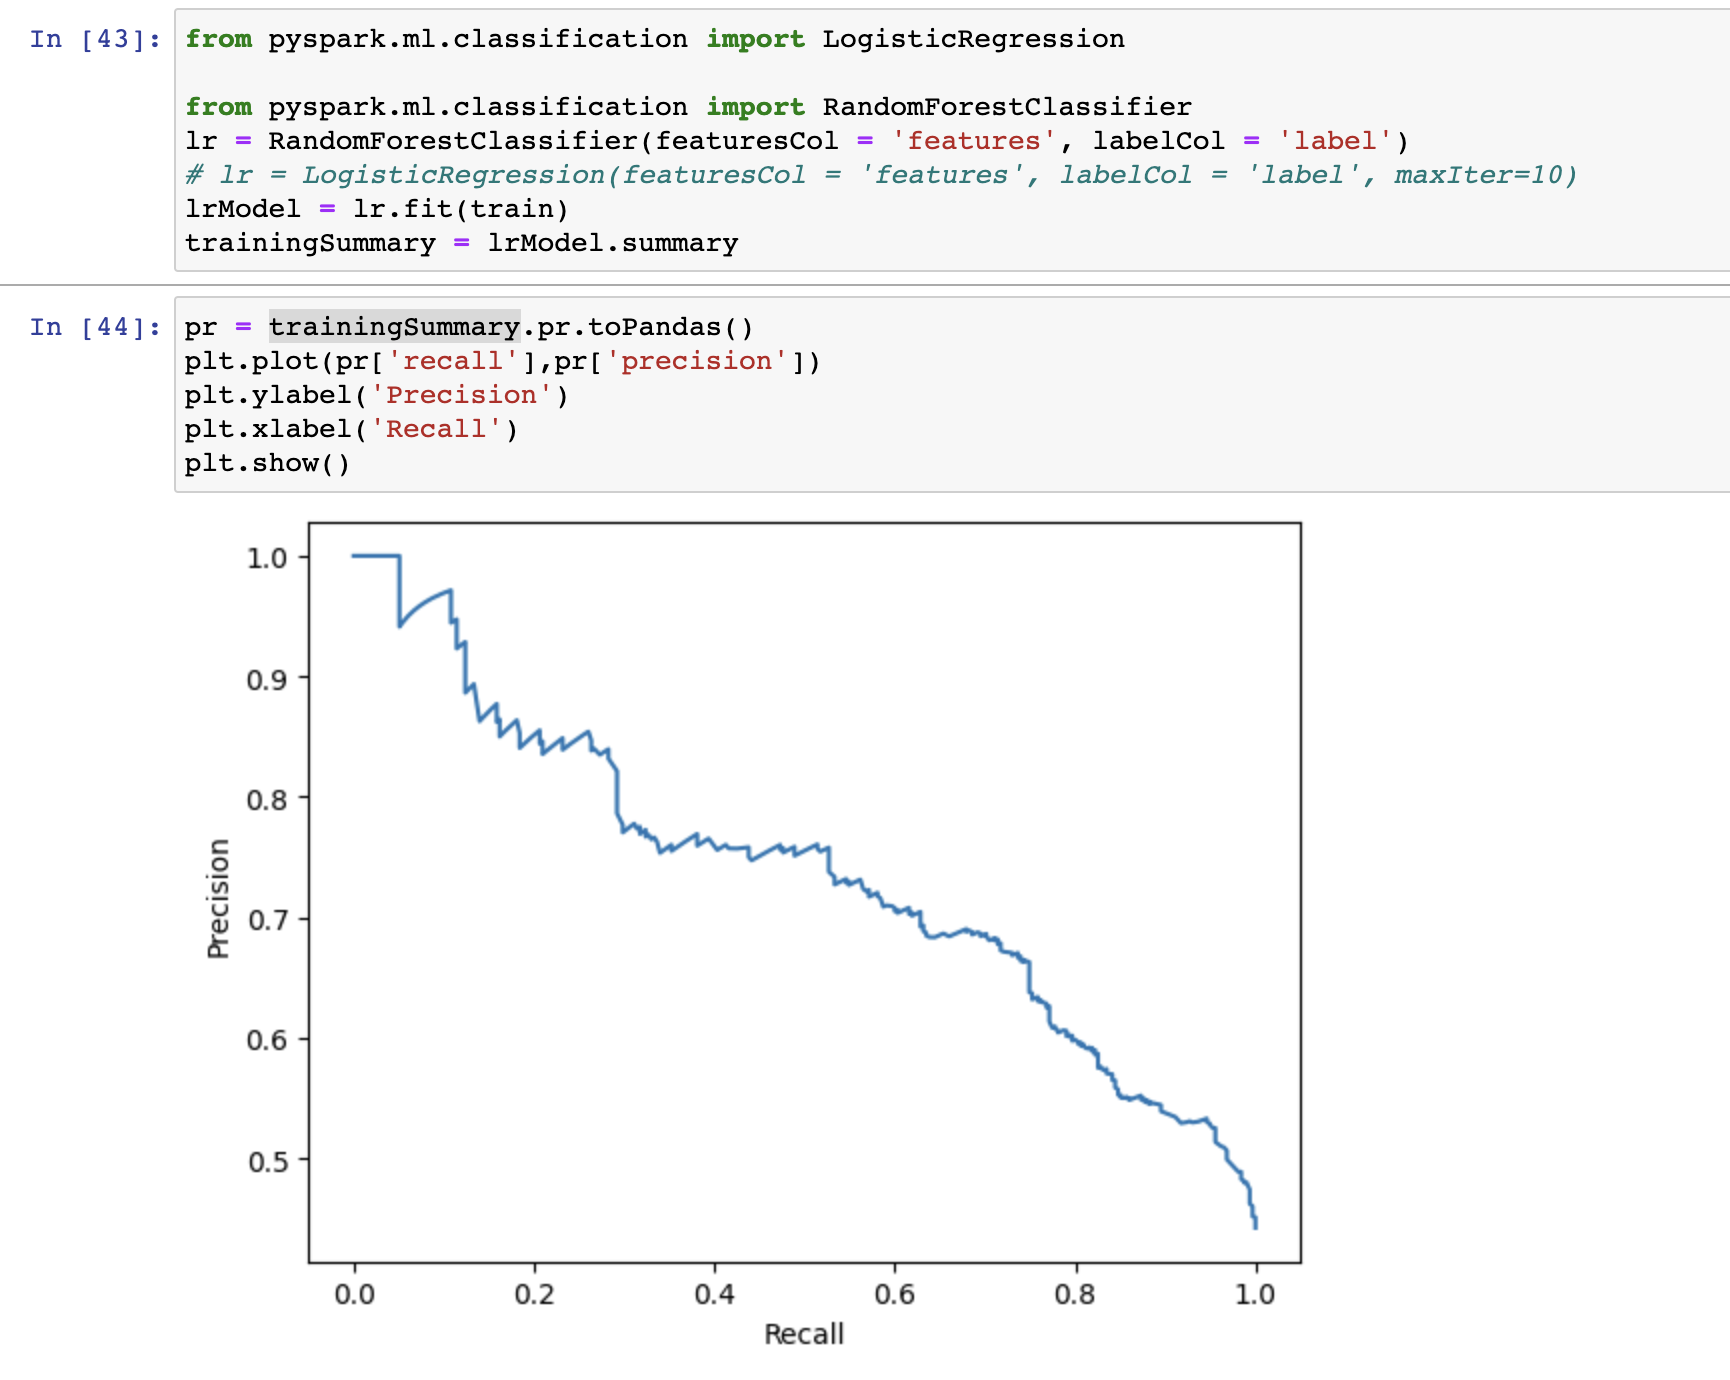 In [43]:
from pyspark.ml.classification import LogisticRegression
from pyspark.ml.classification import RandomForestClassifier
lr = RandomForestClassifier(featuresCol = 'features', labelCol = 'label')
# lr = LogisticRegression(featuresCol = 'features', labelCol = 'label', maxIter=10)
lrModel = lr.fit(train)
trainingSummary = lrModel.summary
In [44]:
pr = trainingSummary.pr.toPandas()
plt.plot(pr['recall'],pr['precision'])
plt.ylabel('Precision')
plt.xlabel('Recall')
plt.show()
1.0
0.9
0.8
0.7
0.6
0.5
Precision
0.0 0.2 0.4 0.6 0.8 1.0
Recall